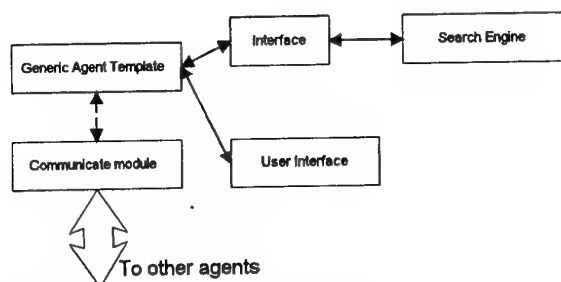 Interface
Search Engine
Generic Agent Template
Communicate module
User Interface
To other agents